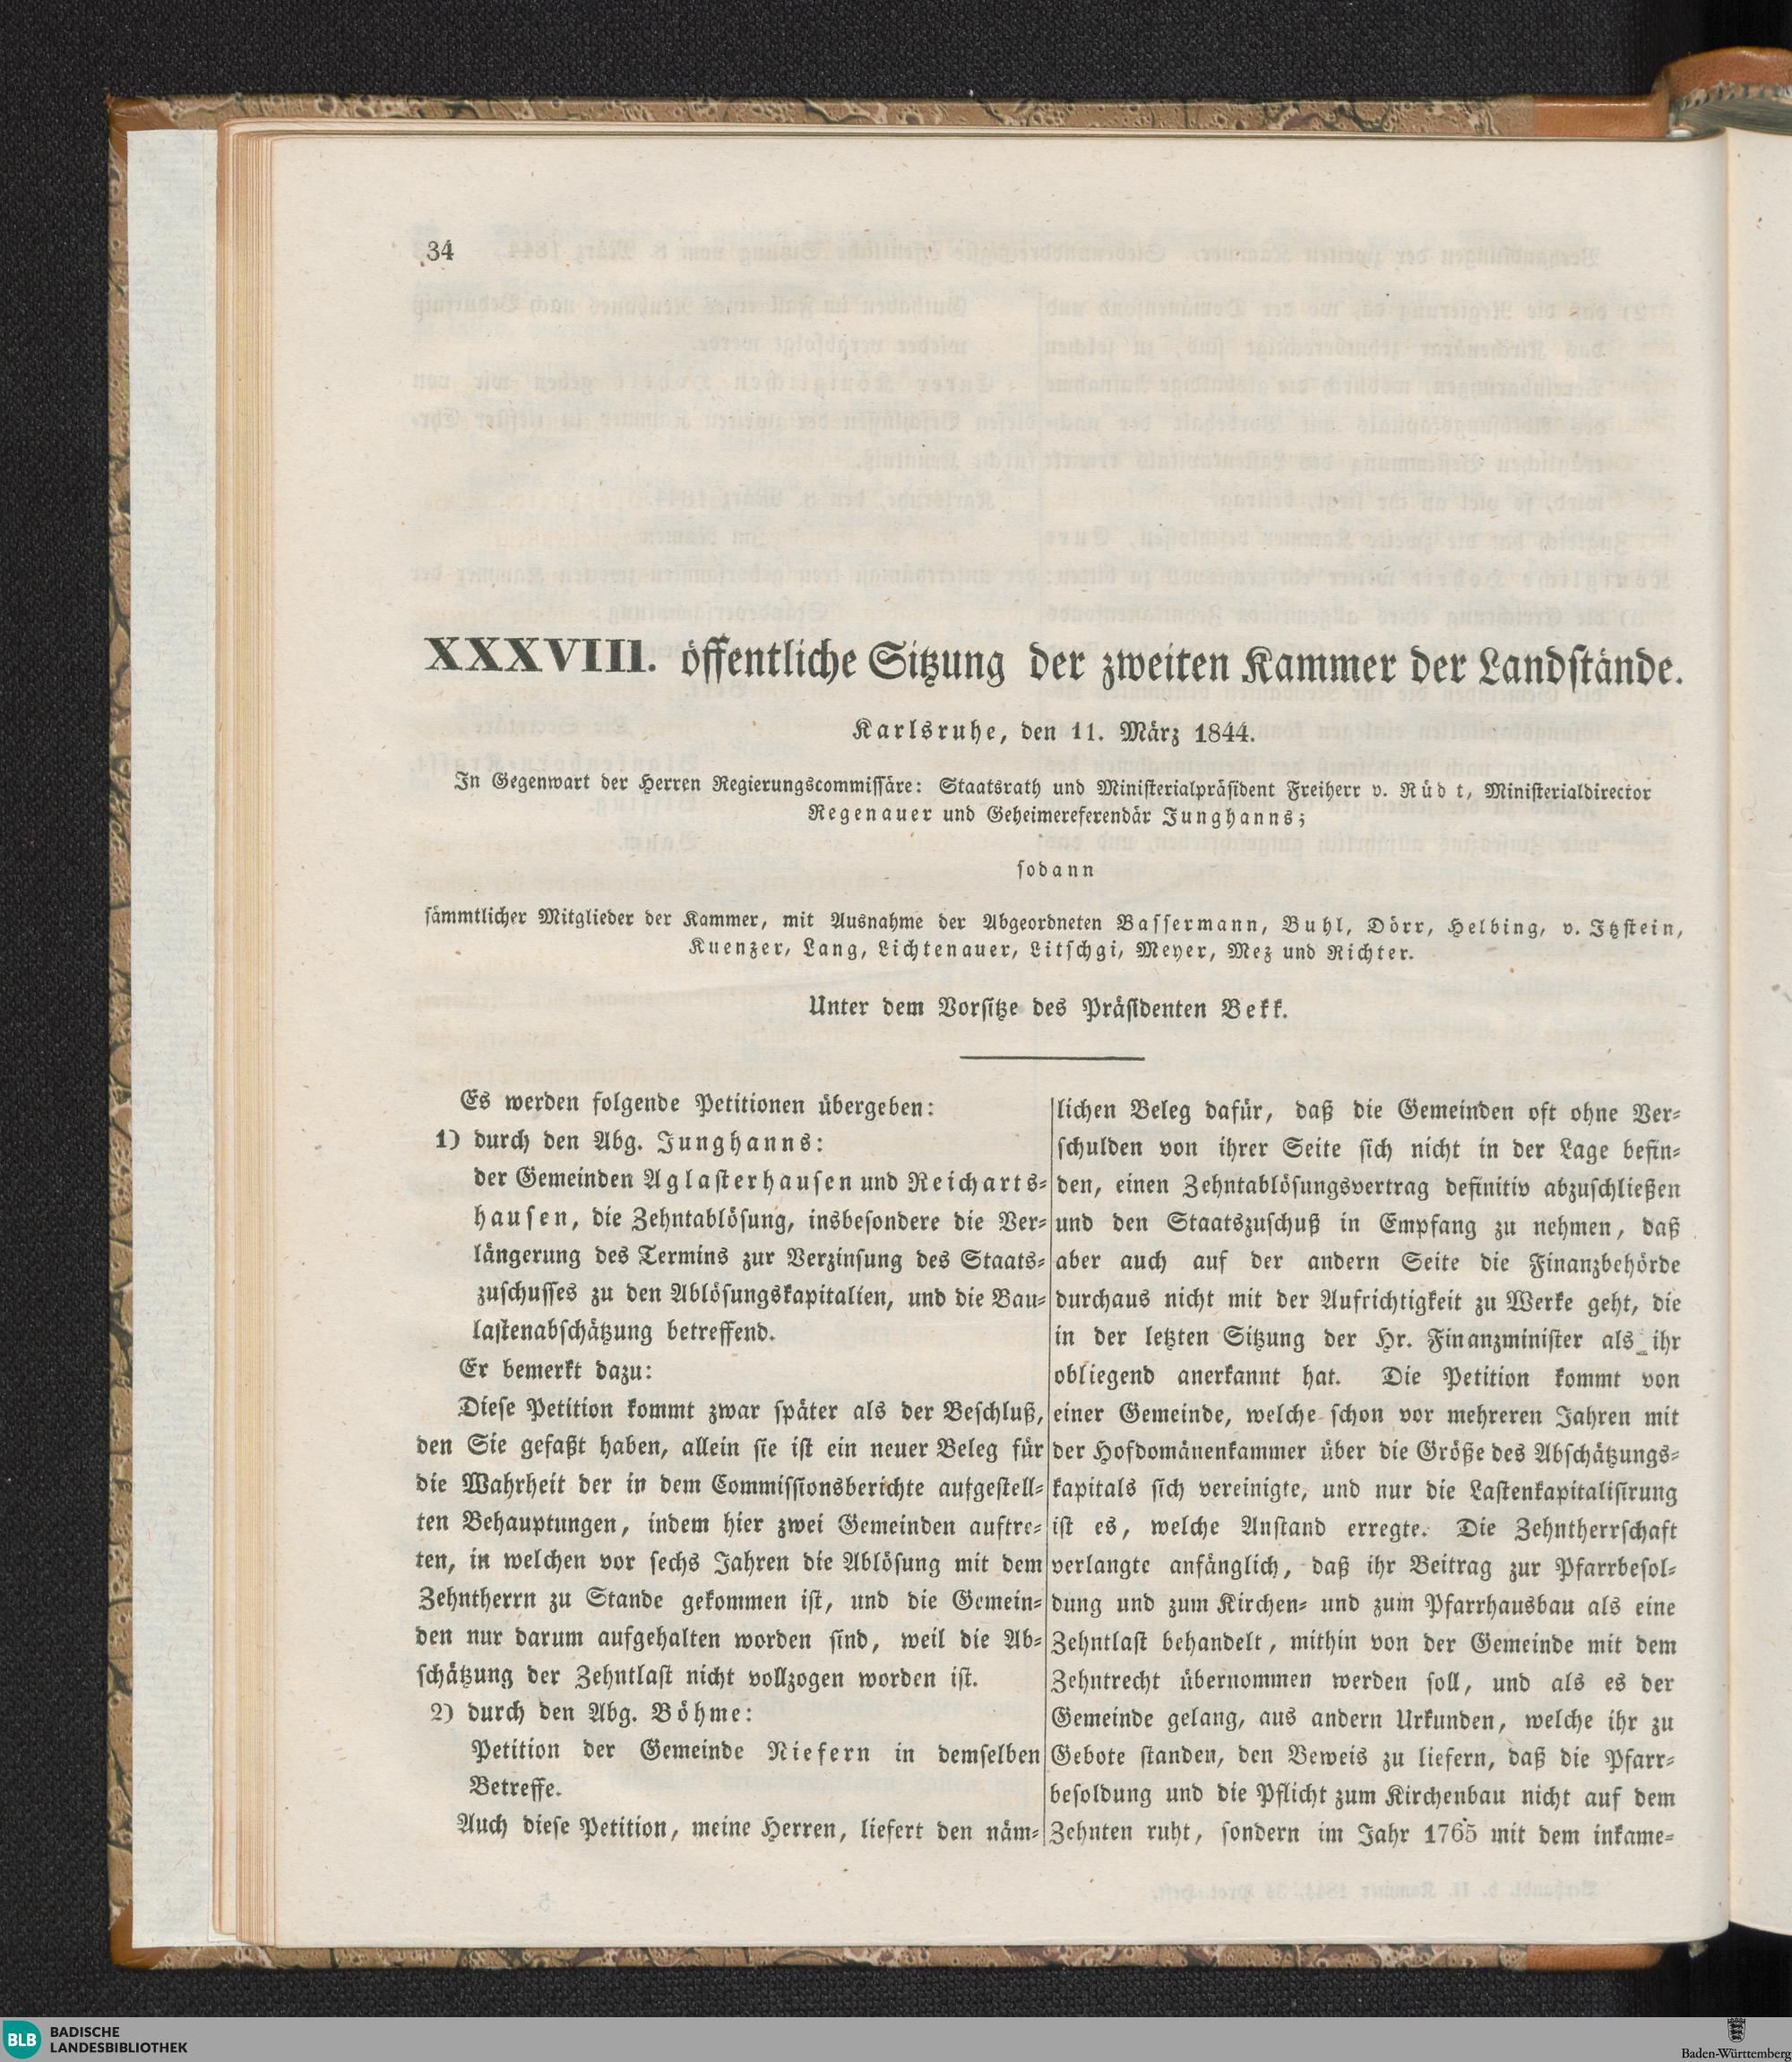 34
XXXVIII. öffentliche Sitzung der zweiten Kammer der Landstände.
Karlsruhe, den 11. März 1844.
In Gegenwart der Herren Regierungscommissäre: Staatsrath und Ministerialpräsident Freiherr v. Rüdt, Ministerialdirector
Regenauer und Geheimereferendär Junghanns;
sodann
sämmtlicher Mitglieder der Kammer, mit Ausnahme der Abgeordneten Bassermann, Buhl, Dörr, Helbing, v. Itzstein,
Kuenzer, Lang, Lichtenauer, Litschgi, Meyer, Mez und Richter.
Unter dem Vorsitze des Präsidenten Bekk.
Es werden folgende Petitionen übergeben:
1) durch den Abg. Junghanns:
der Gemeinden Aglasterhausen und Reicharts-
hausen, die Zehntablösung, insbesondere die Ver-
längerung des Termins zur Verzinsung des Staats-
zuschusses zu den Ablösungskapitalien, und die Bau-
lastenabschätzung betreffend.
Er bemerkt dazu:
Diese Petition kommt zwar später als der Beschluß,
den Sie gefaßt haben, allein sie ist ein neuer Beleg für
die Wahrheit der in dem Commissionsberichte aufgestell-
ten Behauptungen, indem hier zwei Gemeinden auftre-
ten, in welchen vor sechs Jahren die Ablösung mit dem
Zehntherrn zu Stande gekommen ist, und die Gemein-
den nur darum aufgehalten worden sind, weil die Ab-
schätzung der Zehntlast nicht vollzogen worden ist.
2) durch den Abg. Böhme:
Petition der Gemeinde Niefern in demselben
Betreffe.
Auch diese Petition, meine Herren, liefert den näm-
lichen Beleg dafür, daß die Gemeinden oft ohne Ver-
schulden von ihrer Seite sich nicht in der Lage befin-
den, einen Zehntablösungsvertrag definitiv abzuschließen
und den Staatszuschuß in Empfang zu nehmen, daß
aber auch auf der andern Seite die Finanzbehörde
durchaus nicht mit der Aufrichtigkeit zu Werke geht, die
in der letzten Sitzung der Hr. Finanzminister als ihr
obliegend anerkannt hat. Die Petition kommt von
einer Gemeinde, welche schon vor mehreren Jahren mit
der Hofdomänenkammer über die Größe des Abschätzungs-
kapitals sich vereinigte, und nur die Lastenkapitalisirung
ist es, welche Anstand erregte. Die Zehntherrschaft
verlangte anfänglich, daß ihr Beitrag zur Pfarrbesol-
dung und zum Kirchen- und zum Pfarrhausbau als eine
Zehntlast behandelt, mithin von der Gemeinde mit dem
Zehntrecht übernommen werden soll, und als es der
Gemeinde gelang, aus andern Urkunden, welche ihr zu
Gebote standen, den Beweis zu liefern, daß die Pfarr-
besoldung und die Pflicht zum Kirchenbau nicht auf dem
Zehnten ruht, sondern im Jahr 1765 mit dem inkame-
BLB BADISCHE
LANDESBIBLIOTHEK
Baden-Württemberg